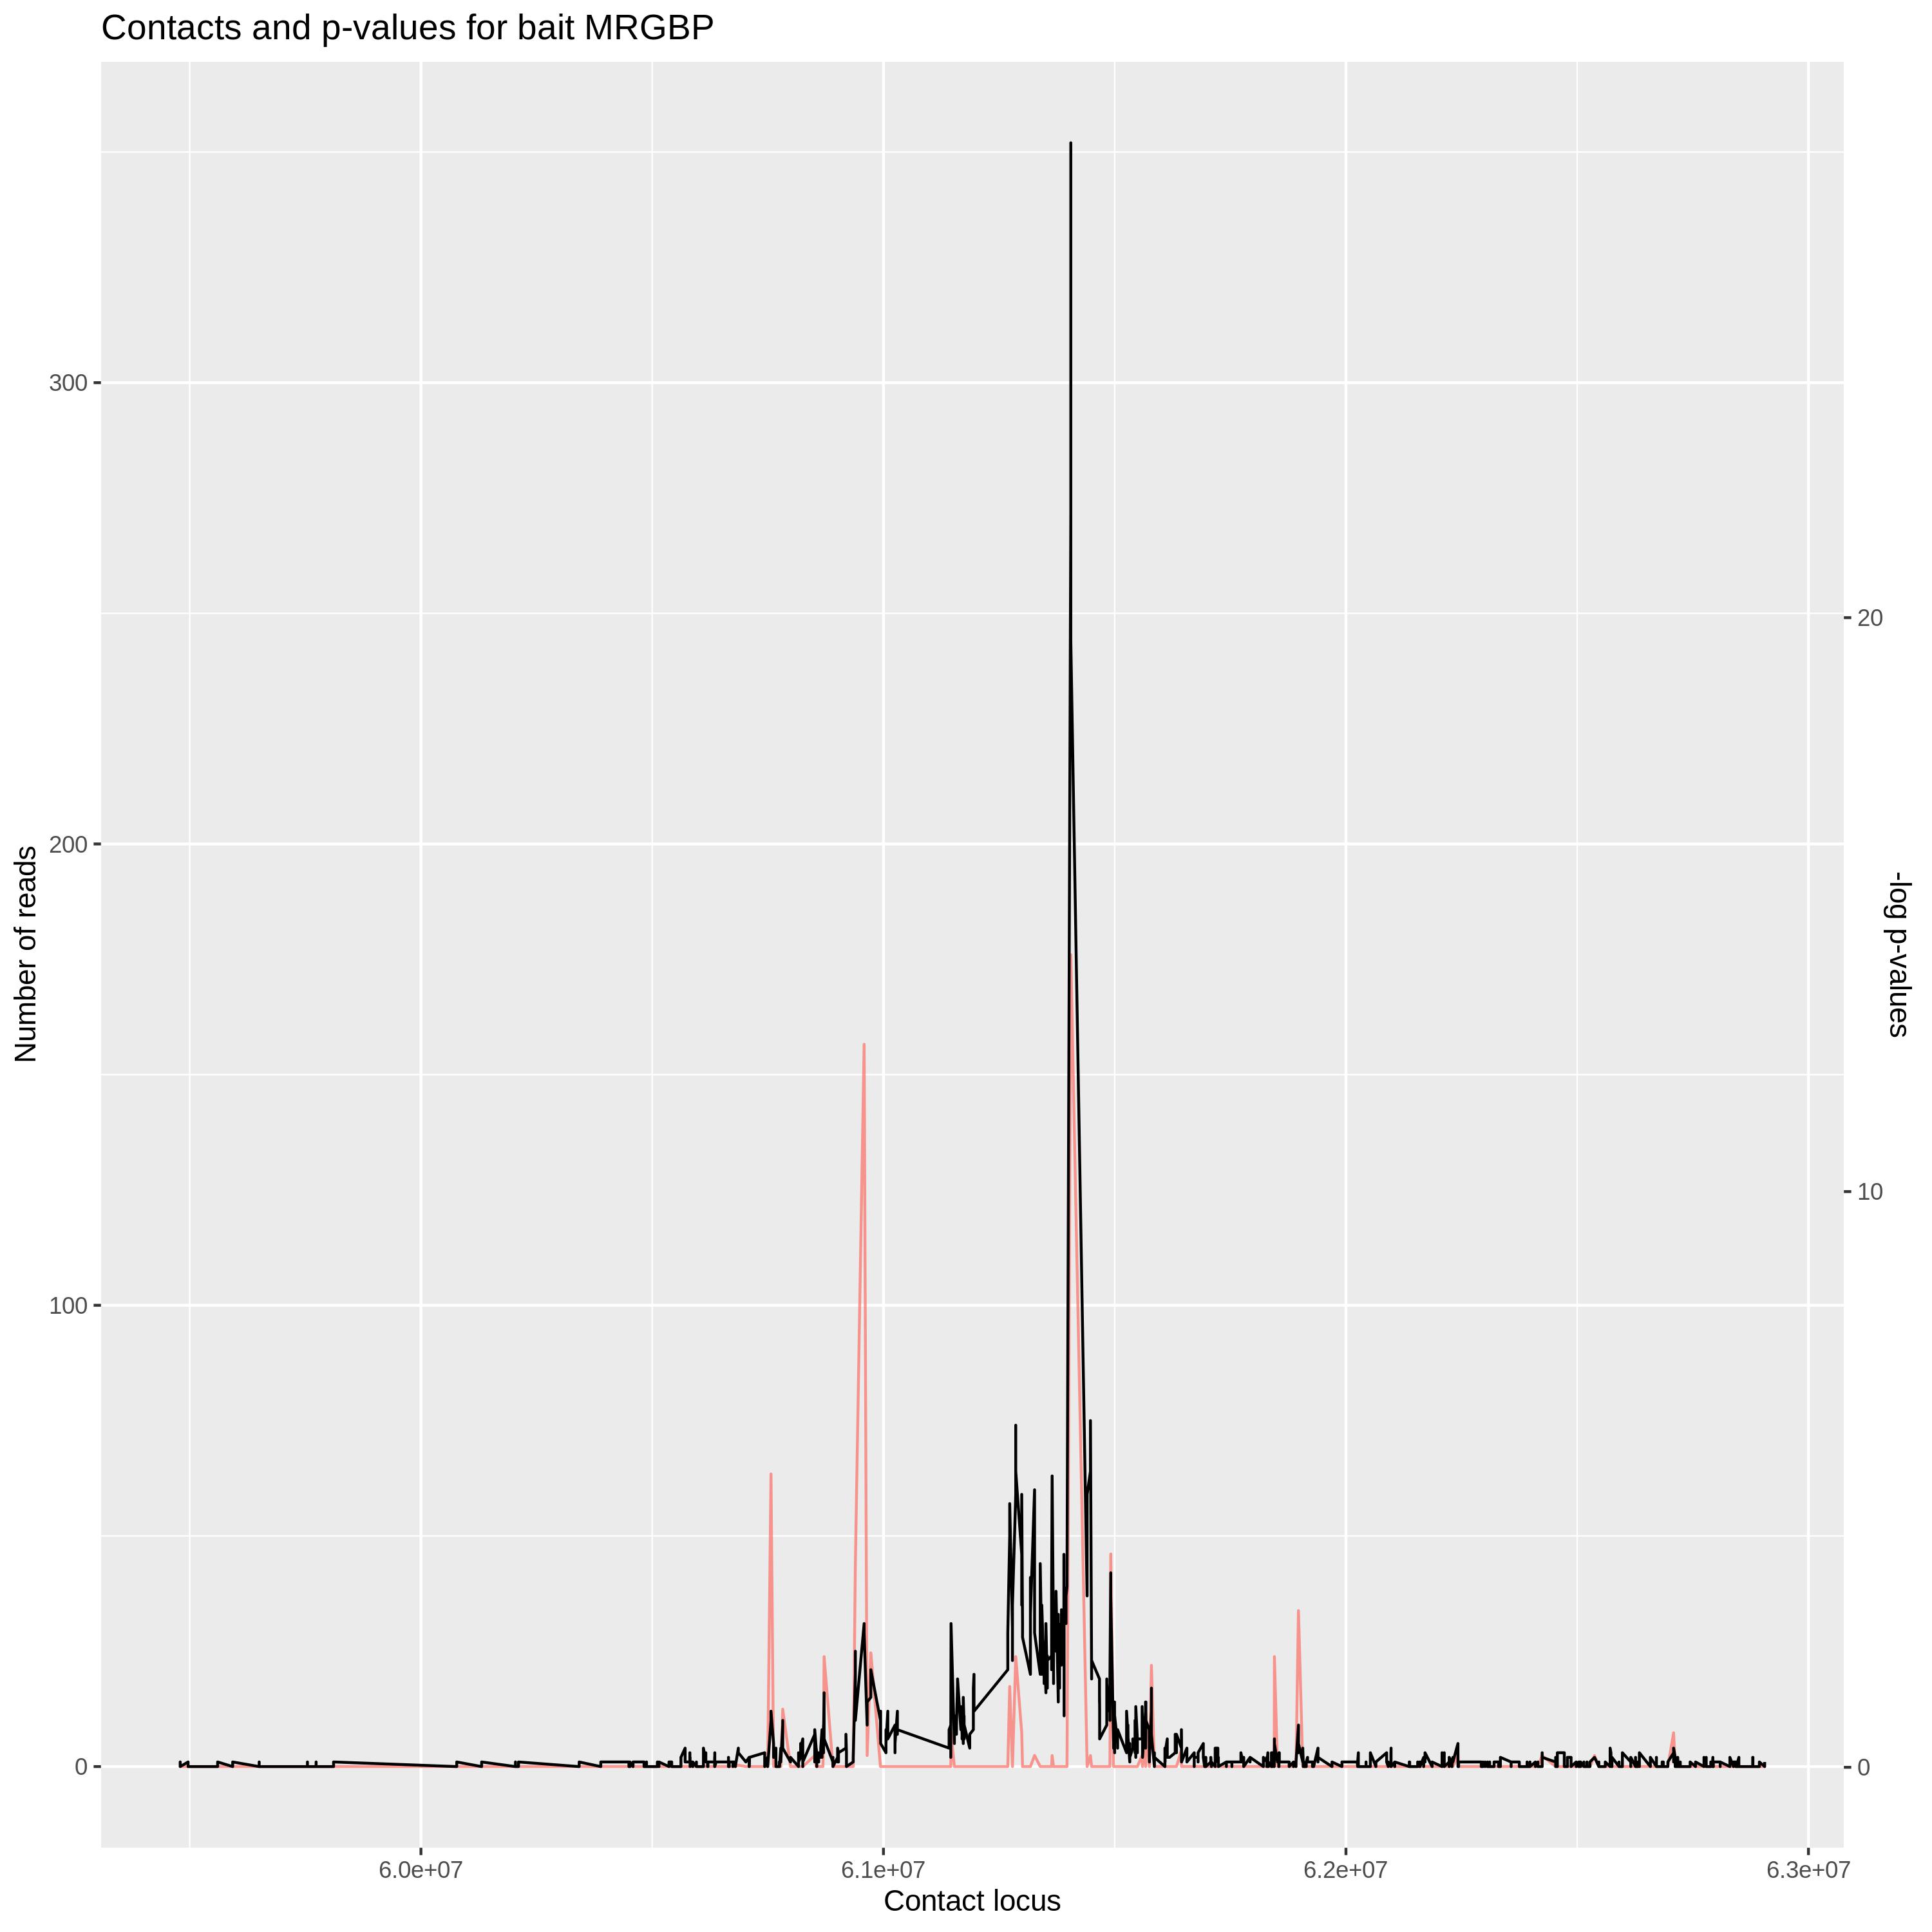 Contacts and p-values for bait MRGBP
300
200
100
0
Number of reads
20
10
0
-log p-values
6.0e+07
6.1e+07
6.2e+07
6.3e+07
Contact locus